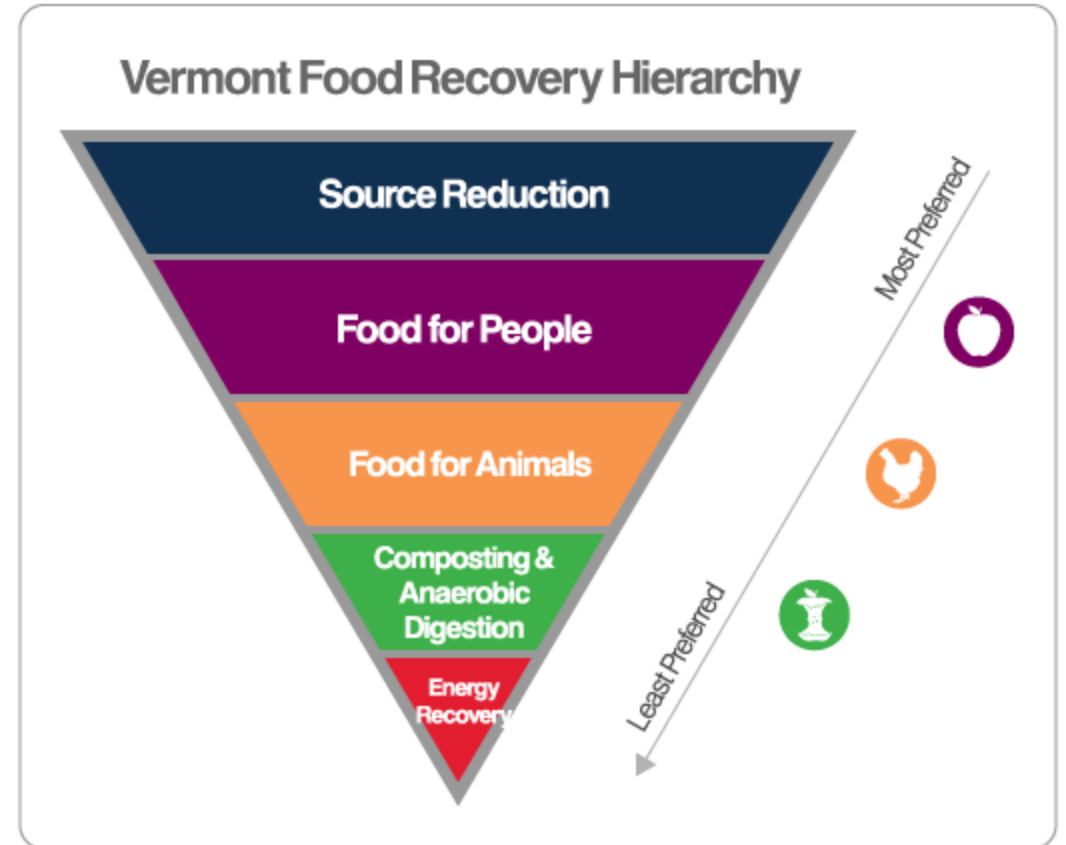 Vermont Food Recovery Hierarchy
Source Reduction
Food for People
Food for Animals
Composting &
Anaerobic
Digestion
Energy
Recovery
Most Preferred
Least Preferred